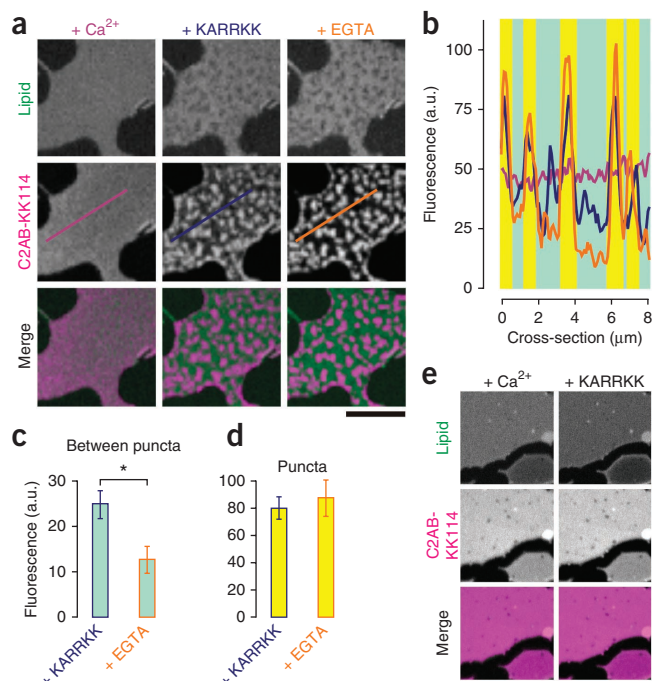 a
+ Ca²⁺
+ KARRKK
+ EGTA
Lipid
C2AB-KK114
Merge
b
Fluorescence (a.u.)
100
75
50
25
0
0
2
4
6
8
Cross-section (μm)
c
Between puncta
*
Fluorescence (a.u.)
30
20
10
0
+ KARRKK
+ EGTA
d
Puncta
100
80
60
40
20
0
+ KARRKK
+ EGTA
e
+ Ca²⁺
+ KARRKK
Lipid
C2AB-
KK114
Merge